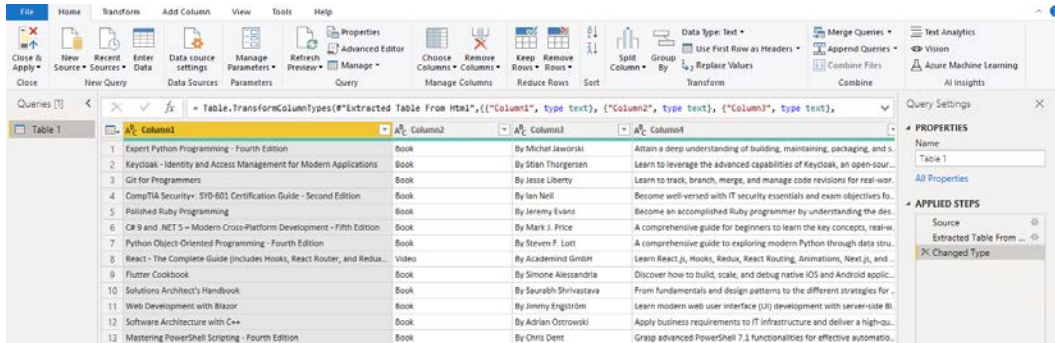 File Home Transform Add Column View Tools Help
Close & Apply New Source Recent Sources Enter Data Data source settings Manage Parameters Refresh Preview Properties Advanced Editor Manage Choose Columns Remove Columns Keep Rows Remove Rows Split Column Group By Data Type: Text Use First Row as Headers Replace Values Merge Queries Append Queries Combine Files Text Analytics Vision Azure Machine Learning
Close New Query Data Sources Parameters Query Manage Columns Reduce Rows Sort Transform Combine AI Insights
Queries [1]
Table 1
fx = Table.TransformColumnTypes(#"Extracted Table From Html",{{"Column1", type text}, {"Column2", type text}, {"Column3", type text},
Column1 Column2 Column3 Column4
1 Expert Python Programming - Fourth Edition Book By Michał Jaworski Attain a deep understanding of building, maintaining, packaging, and s...
2 Keycloak - Identity and Access Management for Modern Applications Book By Stian Thorgersen Learn to leverage the advanced capabilities of Keycloak, an open-sour...
3 Git for Programmers Book By Jesse Liberty Learn to track, branch, merge, and manage code revisions for real-wor...
4 CompTIA Security+: SY0-601 Certification Guide - Second Edition Book By Ian Neil Become well-versed with IT security essentials and exam objectives fo...
5 Polished Ruby Programming Book By Jeremy Evans Become an accomplished Ruby programmer by understanding the des...
6 C# 9 and .NET 5 – Modern Cross-Platform Development - Fifth Edition Book By Mark J. Price A comprehensive guide for beginners to learn the key concepts, real-w...
7 Python Object-Oriented Programming - Fourth Edition Book By Steven F. Lott A comprehensive guide to exploring modern Python through data stru...
8 React - The Complete Guide (includes Hooks, React Router, and Redux... Video By Academind GmbH Learn React.js, Hooks, Redux, React Routing, Animations, Next.js, and ...
9 Flutter Cookbook Book By Simone Alessandria Discover how to build, scale, and debug native iOS and Android applic...
10 Solutions Architect's Handbook Book By Saurabh Shrivastava From fundamentals and design patterns to the different strategies for ...
11 Web Development with Blazor Book By Jimmy Engström Learn modern web user interface (UI) development with server-side Bl...
12 Software Architecture with C++ Book By Adrian Ostrowski Apply business requirements to IT infrastructure and deliver a high-qu...
13 Mastering PowerShell Scripting - Fourth Edition Book By Chris Dent Grasp advanced PowerShell 7.1 functionalities for effective automatio...
Query Settings
PROPERTIES
Name
Table 1
All Properties
APPLIED STEPS
Source
Extracted Table From ...
Changed Type